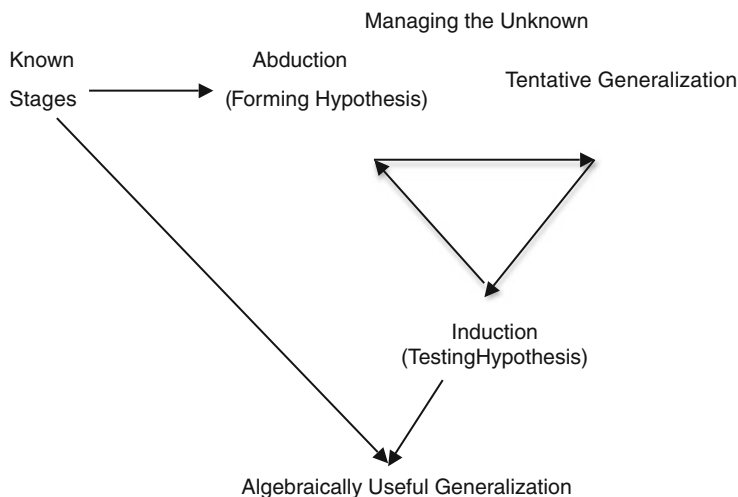 Managing the Unknown
Known
Stages
Abduction
(Forming Hypothesis)
Tentative Generalization
Induction
(TestingHypothesis)
Algebraically Useful Generalization